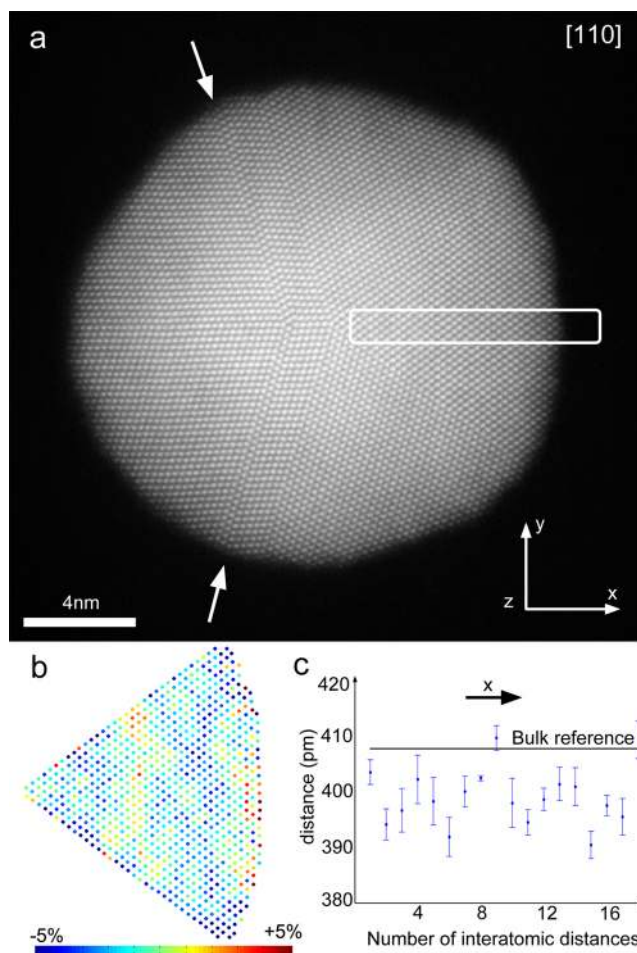 a
[110]
4nm
y
z
x
b
-5%
+5%
c
420
410
400
390
380
distance (pm)
x
Bulk reference
4
8
12
16
Number of interatomic distances